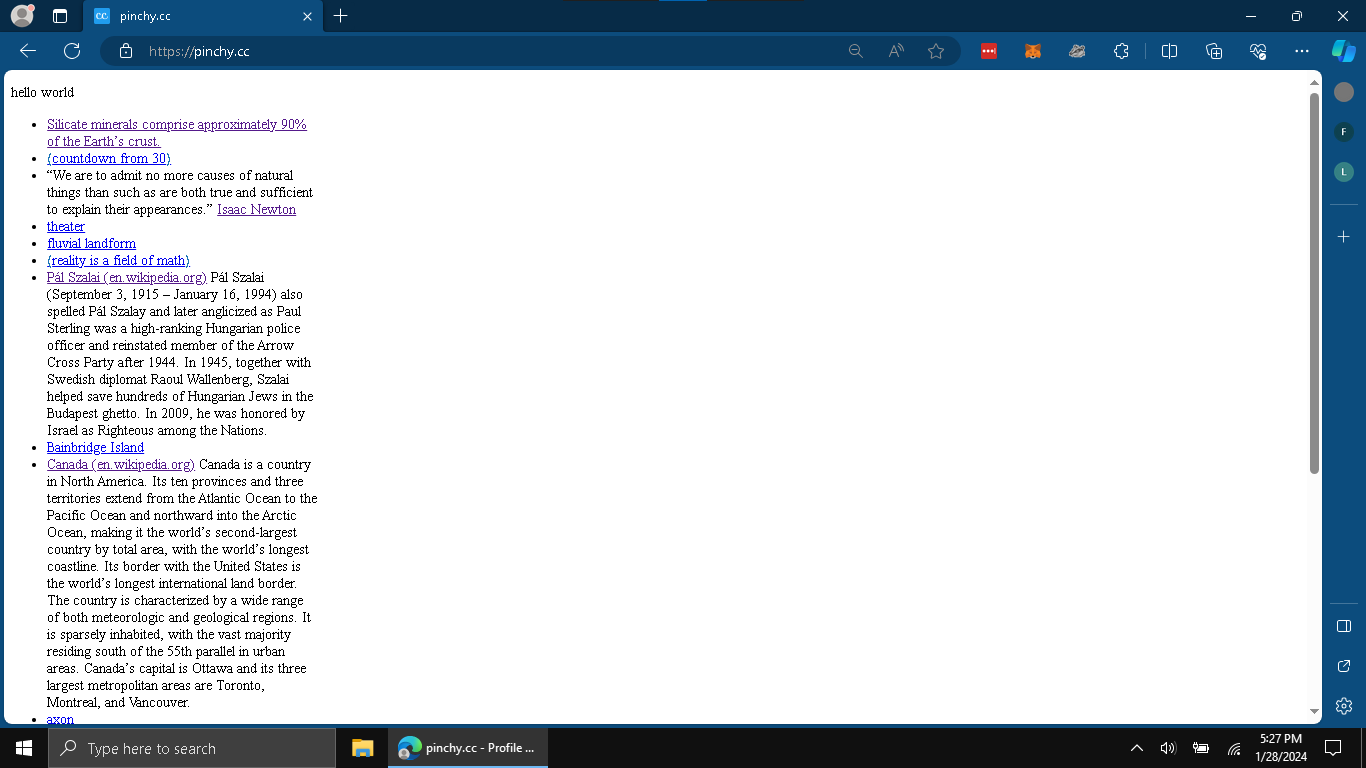 pinchy.cc
https://pinchy.cc
hello world
Silicate minerals comprise approximately 90%
of the Earth’s crust.
(countdown from 30)
“We are to admit no more causes of natural
things than such as are both true and sufficient
to explain their appearances.” Isaac Newton
theater
fluvial landform
(reality is a field of math)
Pál Szalai (en.wikipedia.org) Pál Szalai
(September 3, 1915 – January 16, 1994) also
spelled Pál Szalay and later anglicized as Paul
Sterling was a high-ranking Hungarian police
officer and reinstated member of the Arrow
Cross Party after 1944. In 1945, together with
Swedish diplomat Raoul Wallenberg, Szalai
helped save hundreds of Hungarian Jews in the
Budapest ghetto. In 2009, he was honored by
Israel as Righteous among the Nations.
Bainbridge Island
Canada (en.wikipedia.org) Canada is a country
in North America. Its ten provinces and three
territories extend from the Atlantic Ocean to the
Pacific Ocean and northward into the Arctic
Ocean, making it the world’s second-largest
country by total area, with the world’s longest
coastline. Its border with the United States is
the world’s longest international land border.
The country is characterized by a wide range
of both meteorologic and geological regions. It
is sparsely inhabited, with the vast majority
residing south of the 55th parallel in urban
areas. Canada’s capital is Ottawa and its three
largest metropolitan areas are Toronto,
Montreal, and Vancouver.
axon
F
L
Type here to search
pinchy.cc - Profile ...
5:27 PM
1/28/2024